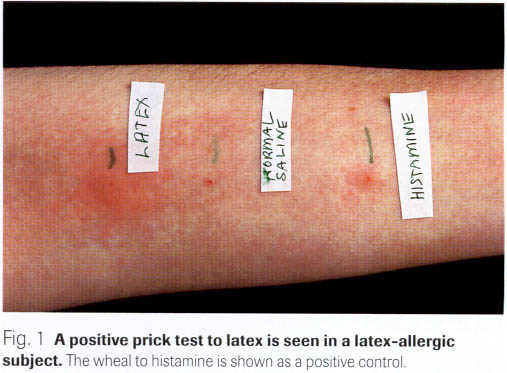 LATEX
NORMAL
SALINE
HISTAMINE
Fig. 1 A positive prick test to latex is seen in a latex-allergic
subject. The wheal to histamine is shown as a positive control.